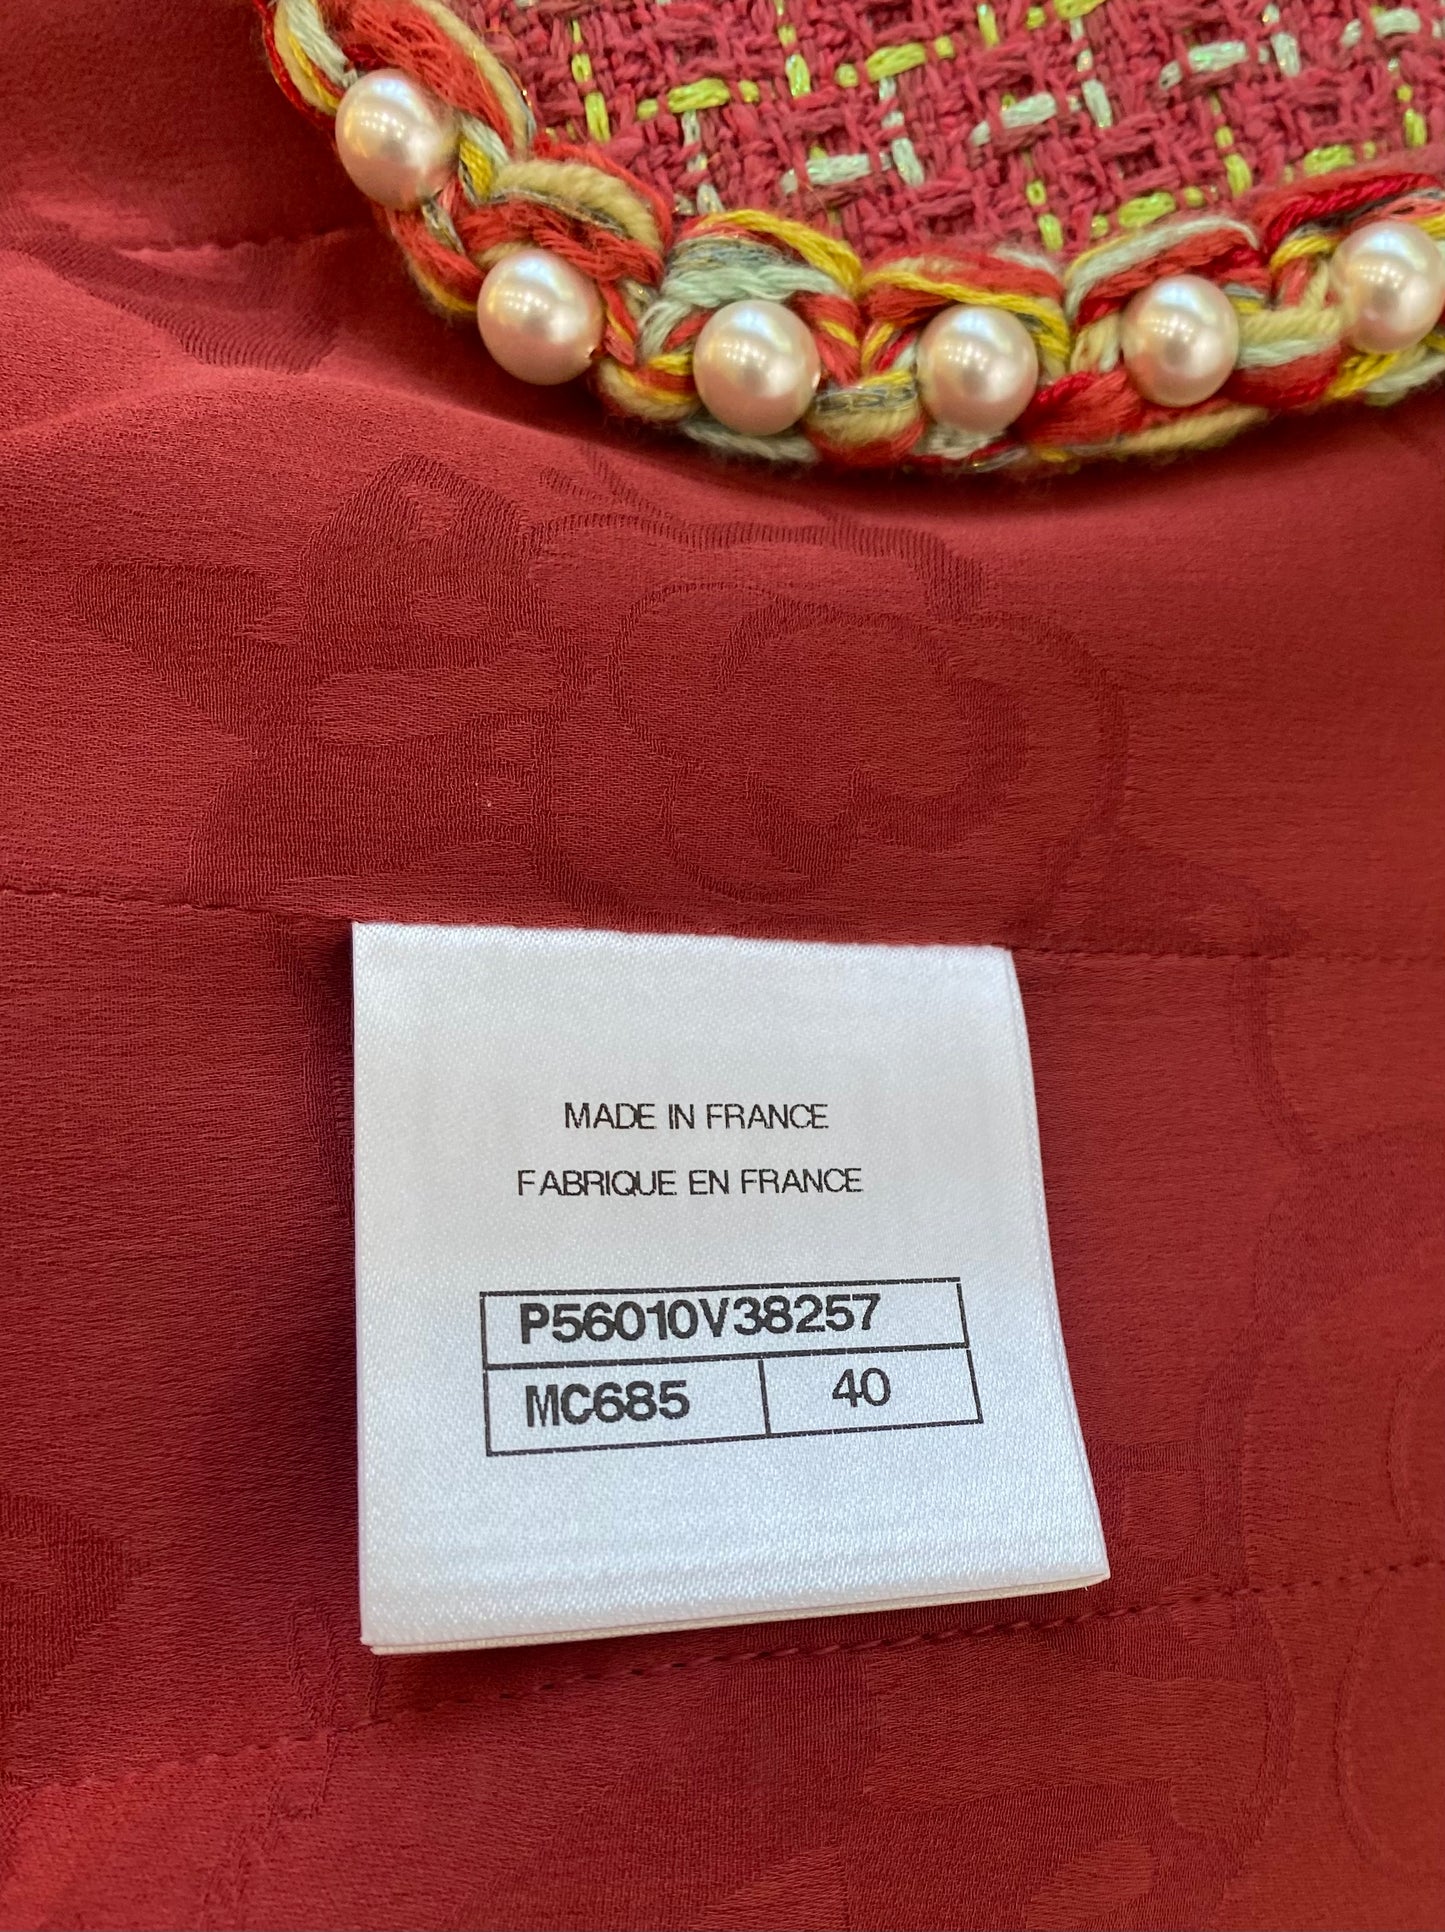 MADE IN FRANCE
FABRIQUE EN FRANCE
P56010V38257
MC685 40